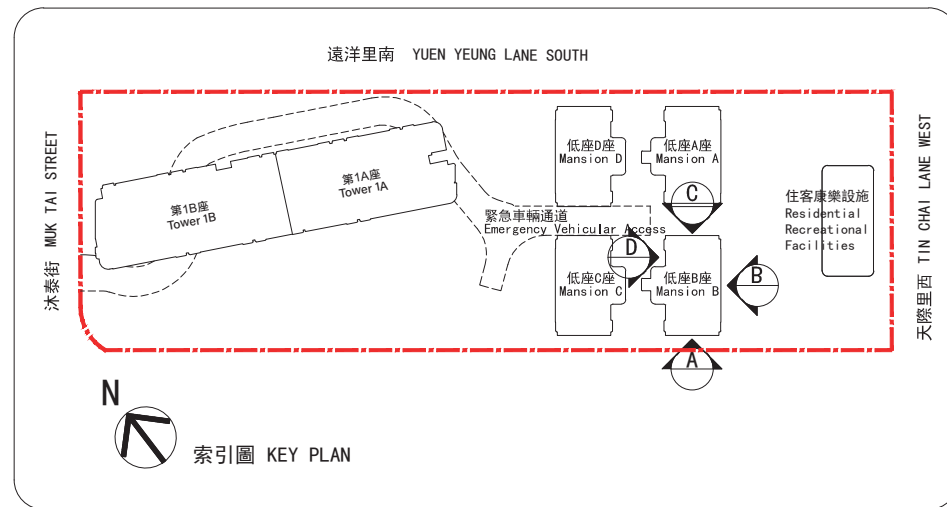 遠洋里南 YUEN YEUNG LANE SOUTH
沐泰街 MUK TAI STREET
天際里西 TIN CHAI LANE WEST
第1B座
Tower 1B
第1A座
Tower 1A
低座D座
Mansion D
低座A座
Mansion A
C
緊急車輛通道
Emergency Vehicular Access
住客康樂設施
Residential
Recreational
Facilities
D
低座C座
Mansion C
低座B座
Mansion B
B
A
N
索引圖 KEY PLAN